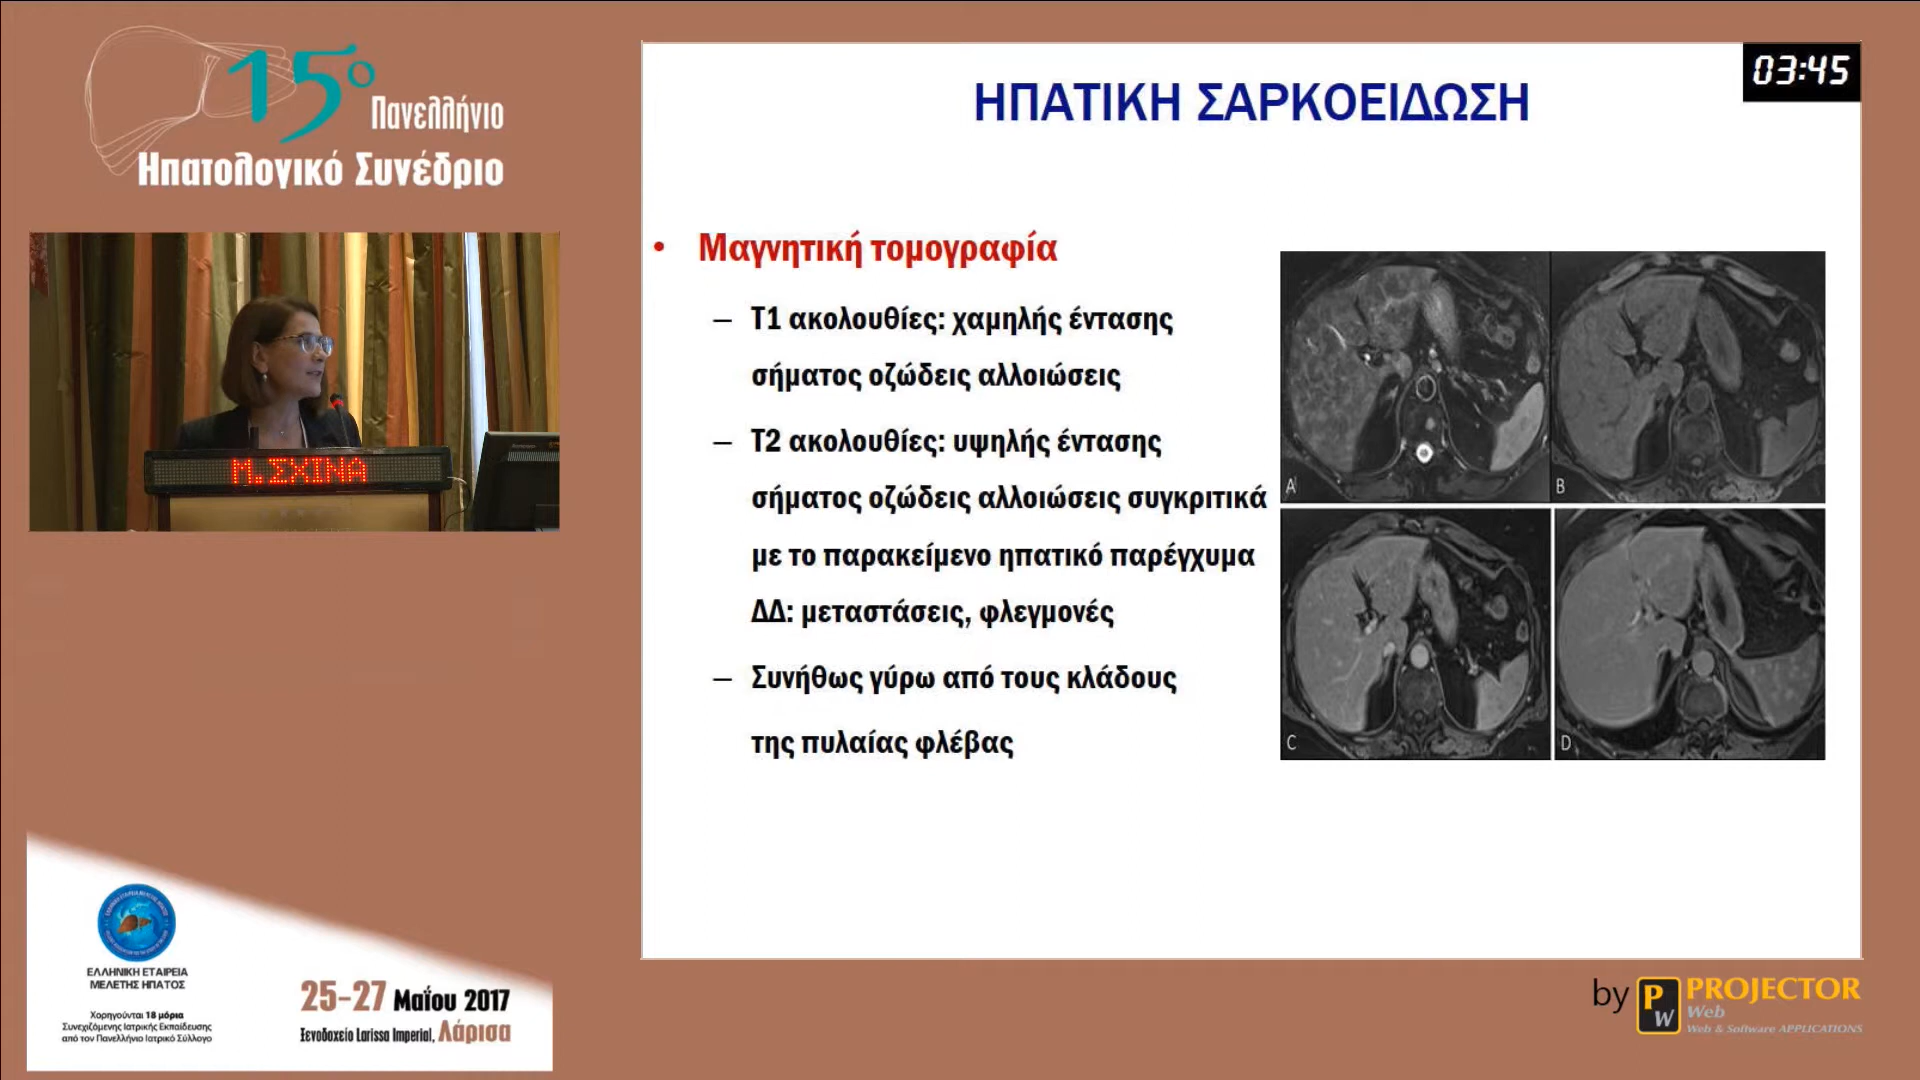 15ο
Πανελλήνιο
Ηπατολογικό Συνέδριο
Μ.ΣΧΙΝΑ
ΕΛΛΗΝΙΚΗ ΕΤΑΙΡΕΙΑ
ΜΕΛΕΤΗΣ ΗΠΑΤΟΣ
Χορηγούνται 18 μόρια
Συνεχιζόμενης Ιατρικής Εκπαίδευσης
από τον Πανελλήνιο Ιατρικό Σύλλογο
25-27 Μαΐου 2017
Ξενοδοχείο Larissa Imperial, Λάρισα
03:45
ΗΠΑΤΙΚΗ ΣΑΡΚΟΕΙΔΩΣΗ
• Μαγνητική τομογραφία
– Τ1 ακολουθίες: χαμηλής έντασης
σήματος οζώδεις αλλοιώσεις
– Τ2 ακολουθίες: υψηλής έντασης
σήματος οζώδεις αλλοιώσεις συγκριτικά
με το παρακείμενο ηπατικό παρέγχυμα
ΔΔ: μεταστάσεις, φλεγμονές
– Συνήθως γύρω από τους κλάδους
της πυλαίας φλέβας
A
B
C
D
by PW PROJECTOR
Web
Web & Software APPLICATIONS